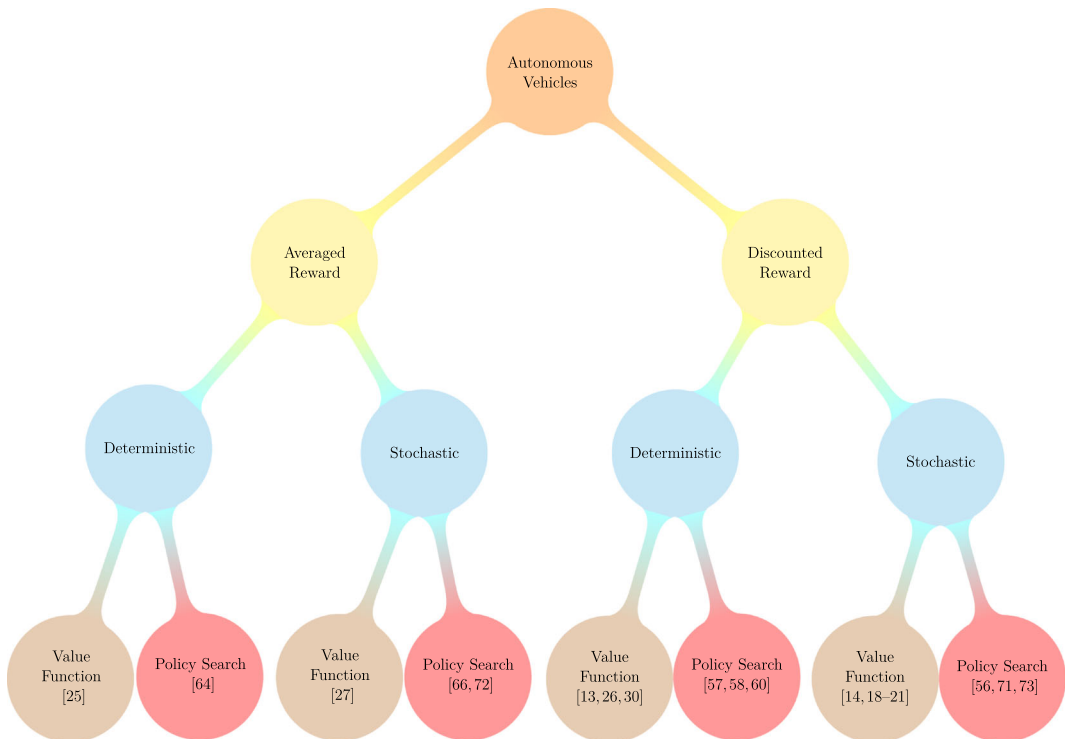 Autonomous
Vehicles
Averaged
Reward
Discounted
Reward
Deterministic
Stochastic
Deterministic
Stochastic
Value
Function
[25]
Policy Search
[64]
Value
Function
[27]
Policy Search
[66, 72]
Value
Function
[13, 26, 30]
Policy Search
[57, 58, 60]
Value
Function
[14, 18–21]
Policy Search
[56, 71, 73]